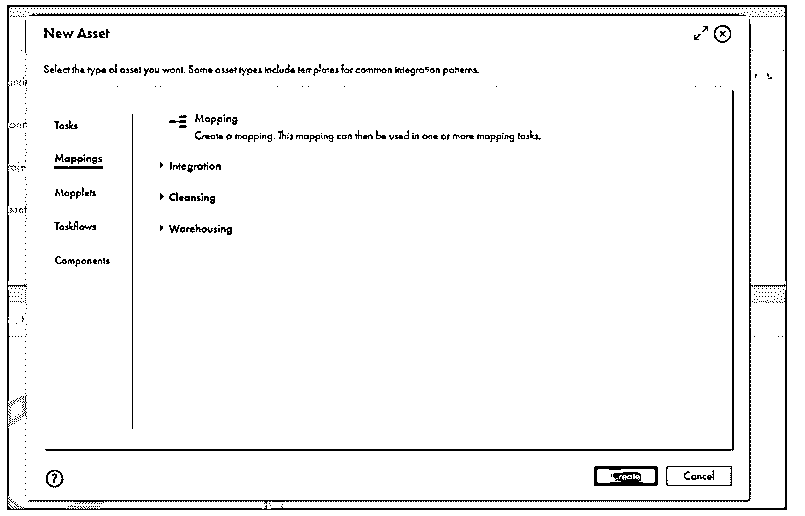 New Asset
Select the type of asset you want. Some asset types include templates for common integration patterns.
Tasks
Mappings
Mapplets
Taskflows
Components
Mapping
Create a mapping. This mapping can then be used in one or more mapping tasks.
Integration
Cleansing
Warehousing
?
Create
Cancel